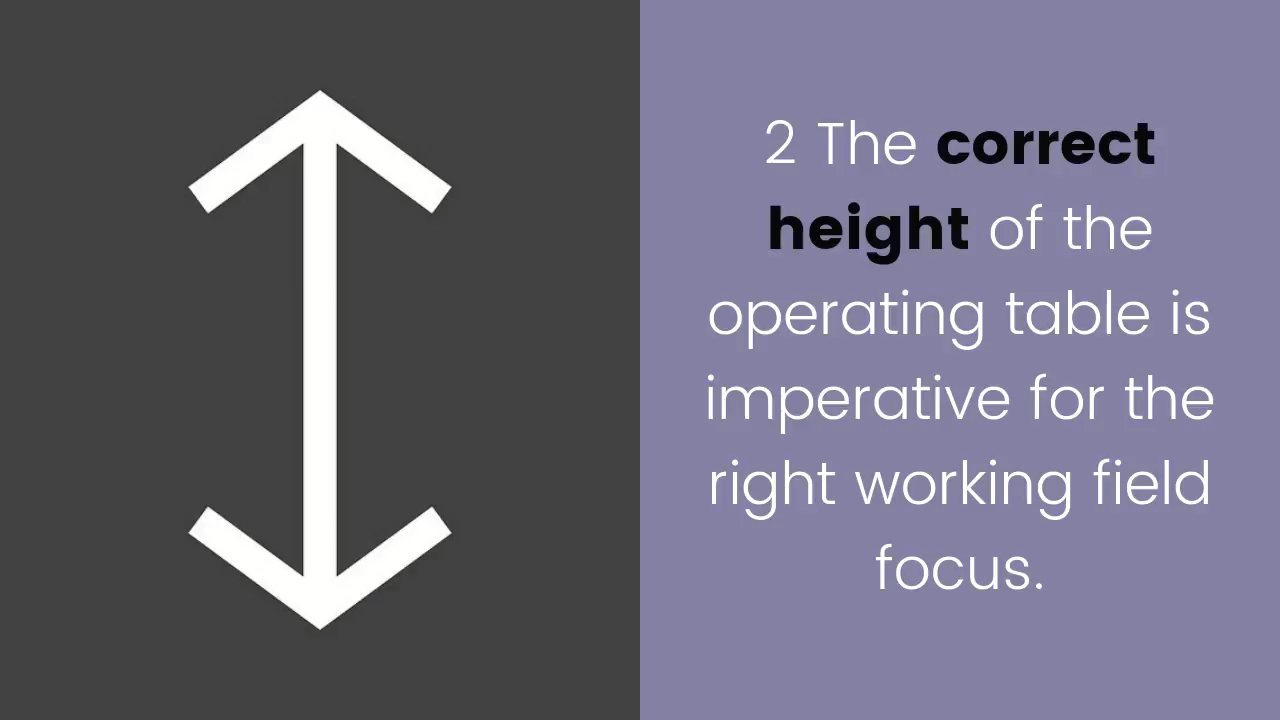 2 The correct
height of the
operating table is
imperative for the
right working field
focus.